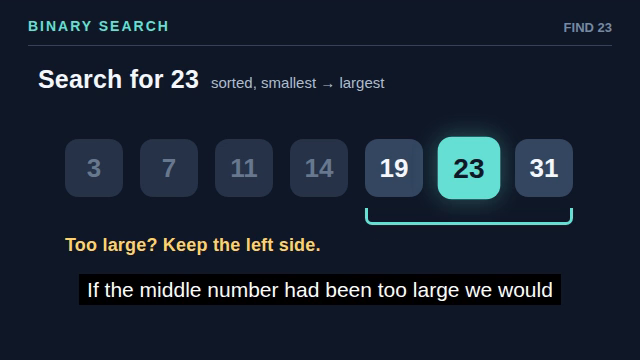 BINARY SEARCH
FIND 23
Search for 23 sorted, smallest → largest
3 7 11 14 19 23 31
Too large? Keep the left side.
If the middle number had been too large we would